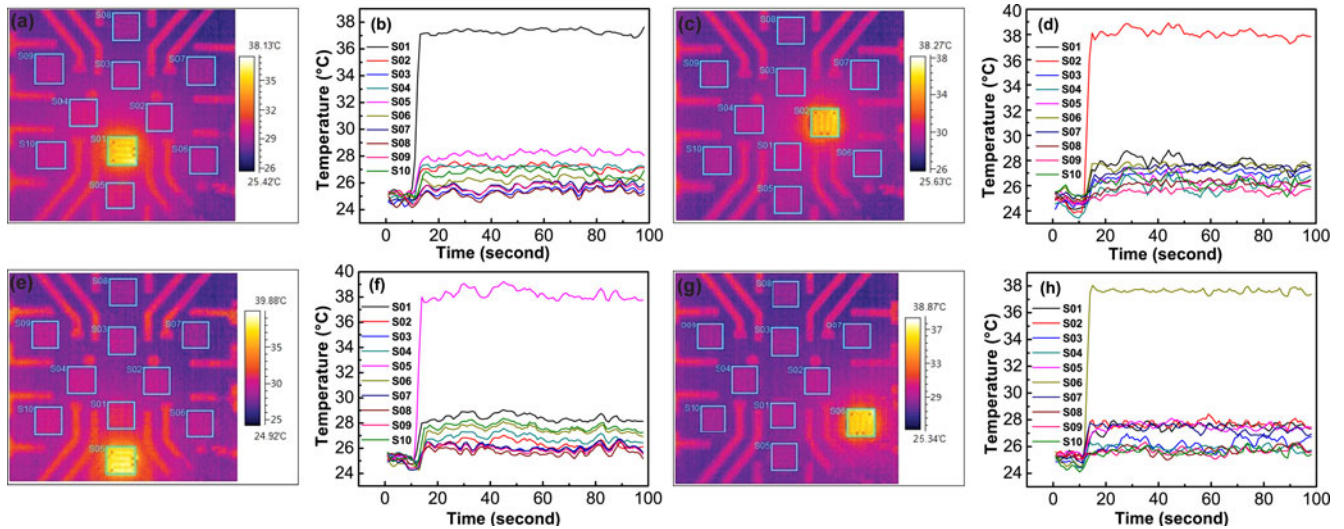 (a)
S08
S09
S03
S07
S04
S02
S01
S10
S06
S05
38.13℃
35
32
29
26
25.42℃
(b)
Temperature (°C)
38
36
34
32
30
28
26
24
S01
S02
S03
S04
S05
S06
S07
S08
S09
S10
0 20 40 60 80 100
Time (second)
(c)
S08
S09
S03
S07
S04
S02
S01
S10
S06
S05
38.27℃
38
34
30
26
25.63℃
(d)
Temperature (°C)
40
38
36
34
32
30
28
26
24
S01
S02
S03
S04
S05
S06
S07
S08
S09
S10
0 20 40 60 80 100
Time (second)
(e)
S08
S09
S03
S07
S04
S02
S01
S10
S06
S05
39.88℃
40
35
30
25
24.92℃
(f)
Temperature (°C)
40
38
36
34
32
30
28
26
24
S01
S02
S03
S04
S05
S06
S07
S08
S09
S10
0 20 40 60 80 100
Time (second)
(g)
S08
S03
S04
S02
S01
S10
S06
S05
38.87℃
37
33
29
25.34℃
(h)
Temperature (°C)
40
38
36
34
32
30
28
26
24
S01
S02
S03
S04
S05
S06
S07
S08
S09
S10
0 20 40 60 80 100
Time (second)